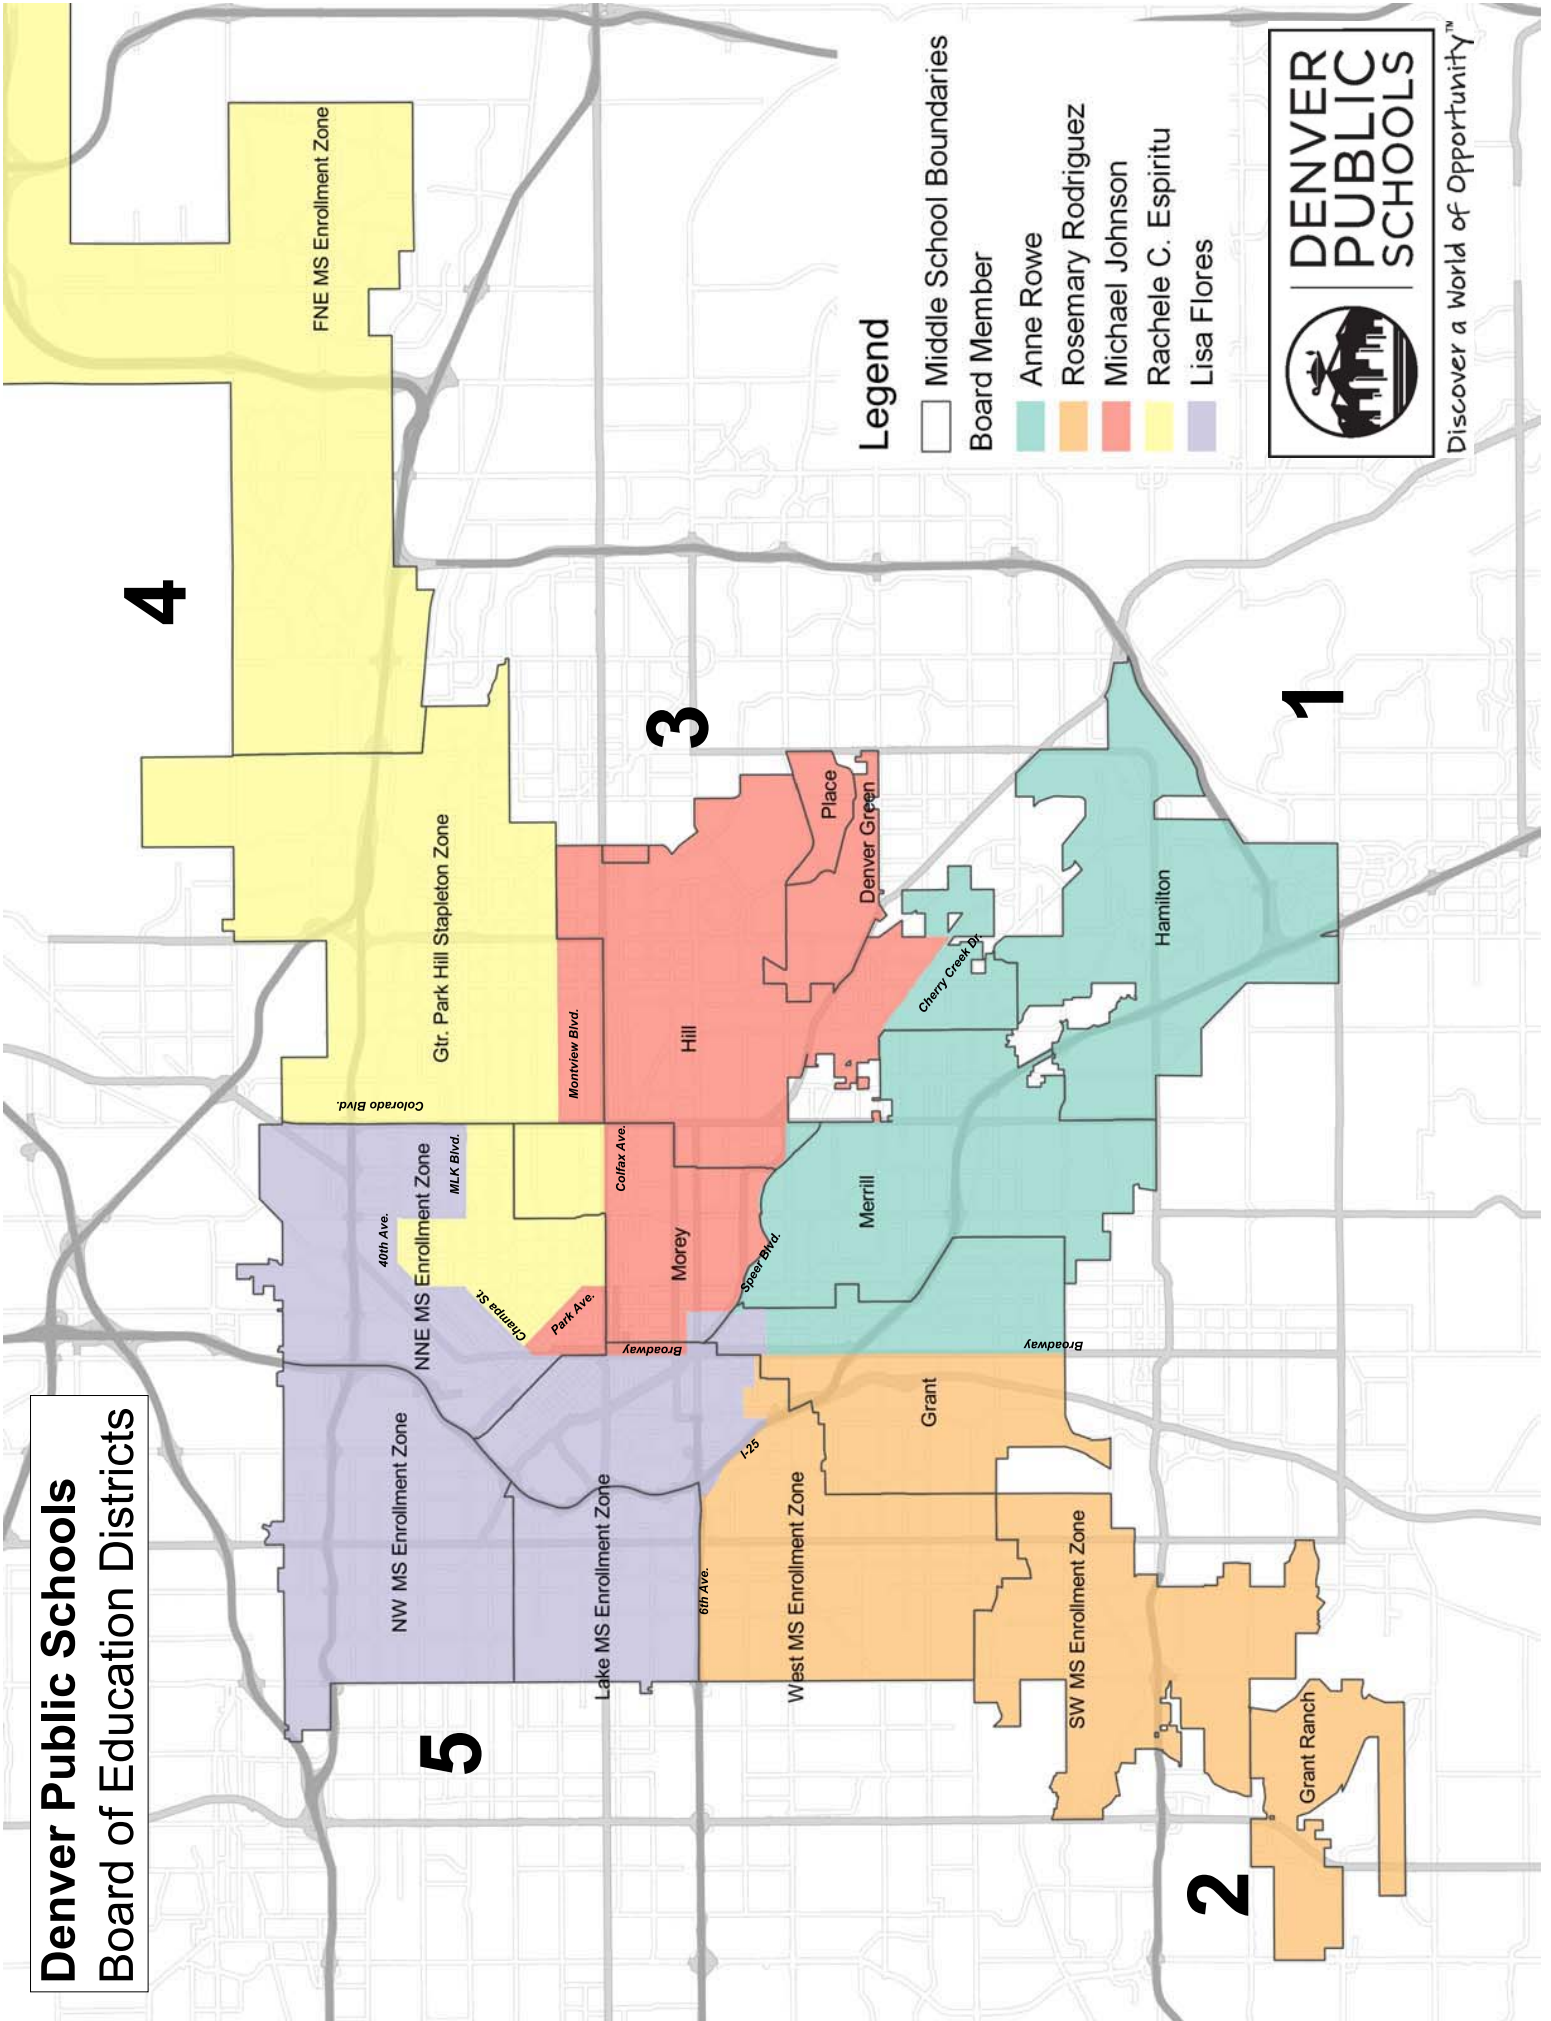 Denver Public Schools
Board of Education Districts
4
FNE MS Enrollment Zone
Gtr. Park Hill Stapleton Zone
Colorado Blvd.
Montview Blvd.
40th Ave.
MLK Blvd.
NNE MS Enrollment Zone
Champa St.
Park Ave.
Colfax Ave.
Broadway
NW MS Enrollment Zone
5
Lake MS Enrollment Zone
6th Ave.
3
Hill
Place
Denver Green
Morey
Speer Blvd.
I-25
West MS Enrollment Zone
Merrill
Cherry Creek Dr.
Hamilton
1
Grant
Broadway
SW MS Enrollment Zone
Grant Ranch
2
Legend
Middle School Boundaries
Board Member
Anne Rowe
Rosemary Rodriguez
Michael Johnson
Rachele C. Espiritu
Lisa Flores
DENVER
PUBLIC
SCHOOLS
Discover a World of Opportunity™